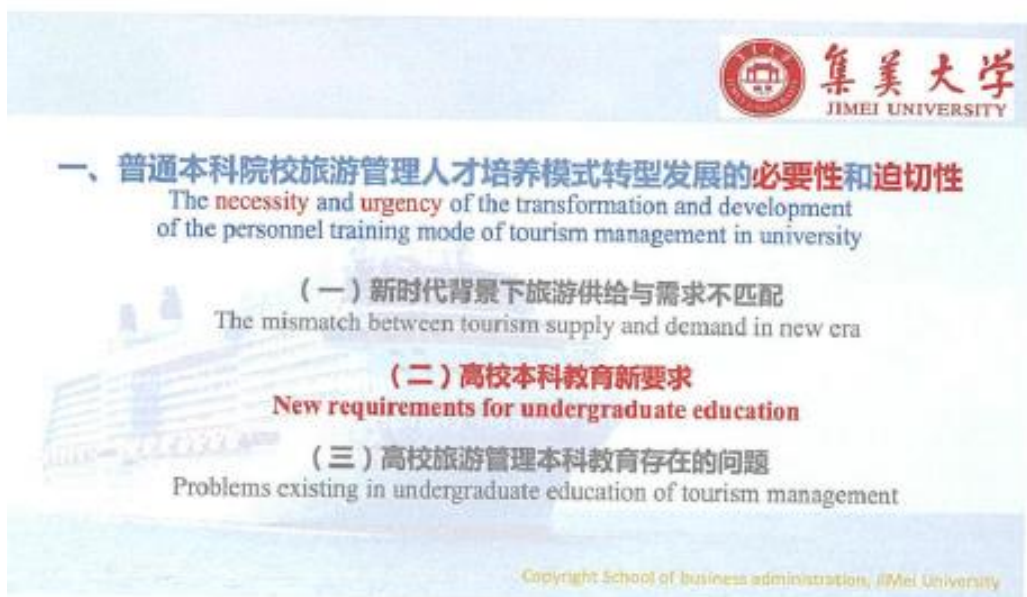 集美大学
JIMEI UNIVERSITY
一、普通本科院校旅游管理人才培养模式转型发展的必要性和迫切性
The necessity and urgency of the transformation and development
of the personnel training mode of tourism management in university
（一）新时代背景下旅游供给与需求不匹配
The mismatch between tourism supply and demand in new era
（二）高校本科教育新要求
New requirements for undergraduate education
（三）高校旅游管理本科教育存在的问题
Problems existing in undergraduate education of tourism management
Copyright School of business administration, JiMei University